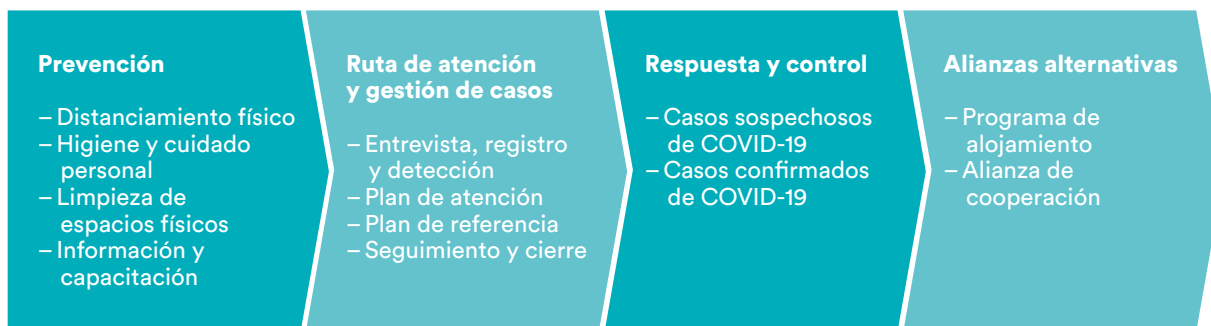 Prevención
– Distanciamiento físico
– Higiene y cuidado
personal
– Limpieza de
espacios físicos
– Información y
capacitación
Ruta de atención
y gestión de casos
– Entrevista, registro
y detección
– Plan de atención
– Plan de referencia
– Seguimiento y cierre
Respuesta y control
– Casos sospechosos
de COVID-19
– Casos confirmados
de COVID-19
Alianzas alternativas
– Programa de
alojamiento
– Alianza de
cooperación